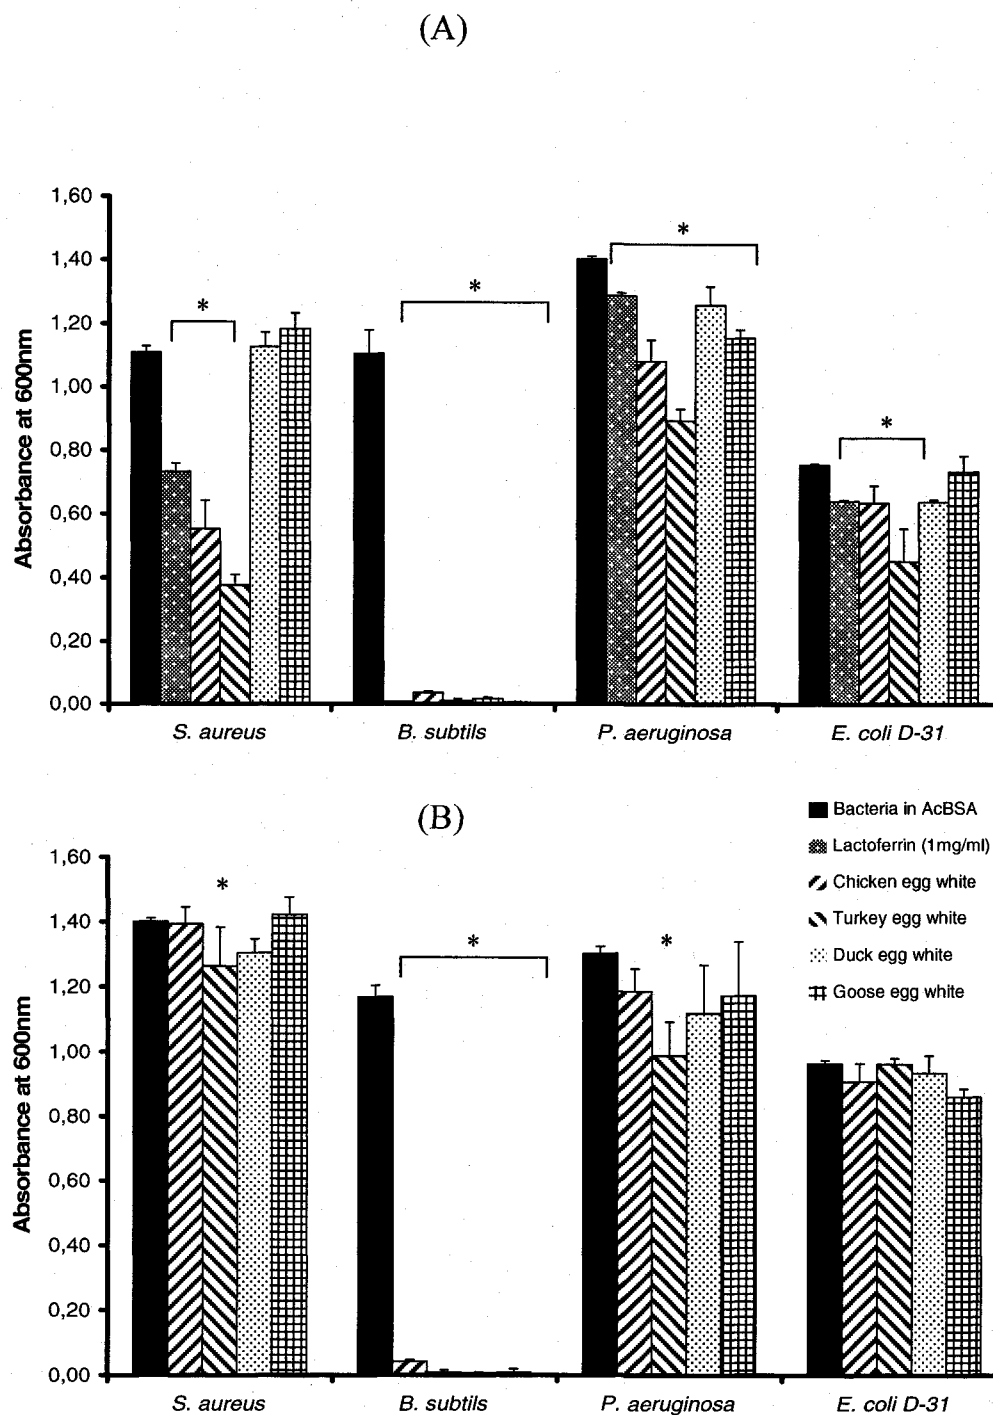 (A)
1,60
1,40
1,20
1,00
0,80
0,60
0,40
0,20
0,00
Absorbance at 600nm
*
*
*
*
S. aureus
B. subtils
P. aeruginosa
E. coli D-31
(B)
1,60
1,40
1,20
1,00
0,80
0,60
0,40
0,20
0,00
Absorbance at 600nm
*
*
*
Bacteria in AcBSA
Lactoferrin (1mg/ml)
Chicken egg white
Turkey egg white
Duck egg white
Goose egg white
S. aureus
B. subtils
P. aeruginosa
E. coli D-31